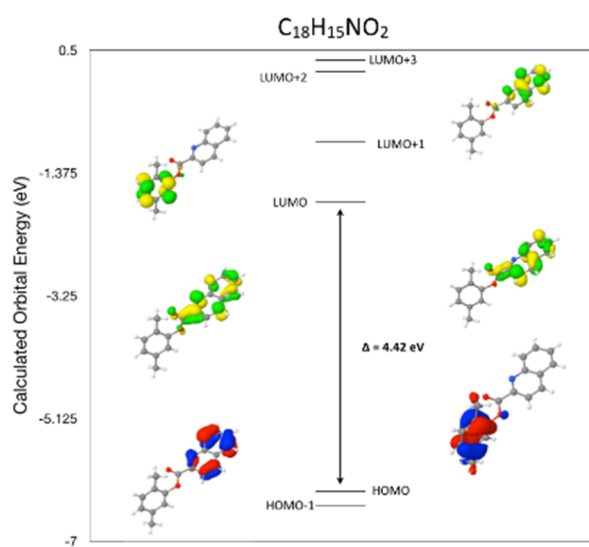 C₁₈H₁₅NO₂
0.5
LUMO+3
LUMO+2
LUMO+1
-1.375
LUMO
-3.25
Δ = 4.42 eV
-5.125
HOMO
HOMO-1
-7
Calculated Orbital Energy (eV)